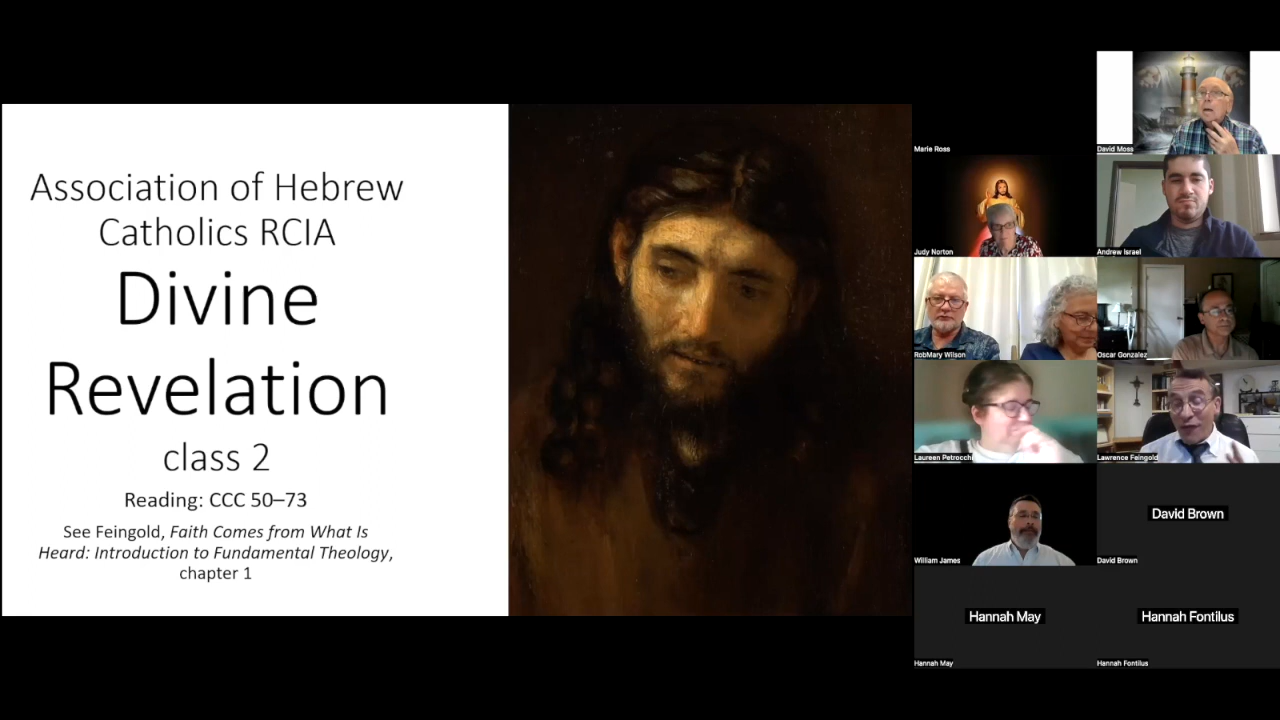 Association of Hebrew
Catholics RCIA
Divine
Revelation
class 2
Reading: CCC 50–73
See Feingold, Faith Comes from What Is
Heard: Introduction to Fundamental Theology,
chapter 1
Marie Ross
David Moss
Judy Norton
Andrew Israel
RobMary Wilson
Oscar Gonzalez
Laureen Petrocchi
Lawrence Feingold
William James
David Brown
David Brown
Hannah May
Hannah May
Hannah Fontilus
Hannah Fontilus